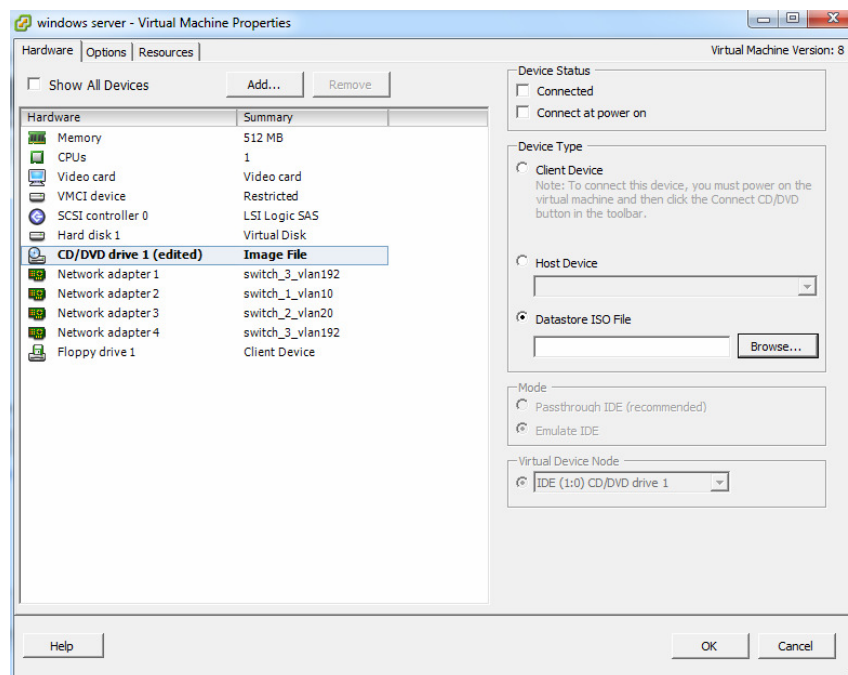 windows server - Virtual Machine Properties
Hardware Options Resources
Virtual Machine Version: 8
Show All Devices
Add...
Remove
Hardware Summary
Memory 512 MB
CPUs 1
Video card Video card
VMCI device Restricted
SCSI controller 0 LSI Logic SAS
Hard disk 1 Virtual Disk
CD/DVD drive 1 (edited) Image File
Network adapter 1 switch_3_vlan192
Network adapter 2 switch_1_vlan10
Network adapter 3 switch_2_vlan20
Network adapter 4 switch_3_vlan192
Floppy drive 1 Client Device
Device Status
Connected
Connect at power on
Device Type
Client Device
Note: To connect this device, you must power on the
virtual machine and then click the Connect CD/DVD
button in the toolbar.
Host Device
Datastore ISO File
Browse...
Mode
Passthrough IDE (recommended)
Emulate IDE
Virtual Device Node
IDE (1:0) CD/DVD drive 1
Help
OK
Cancel